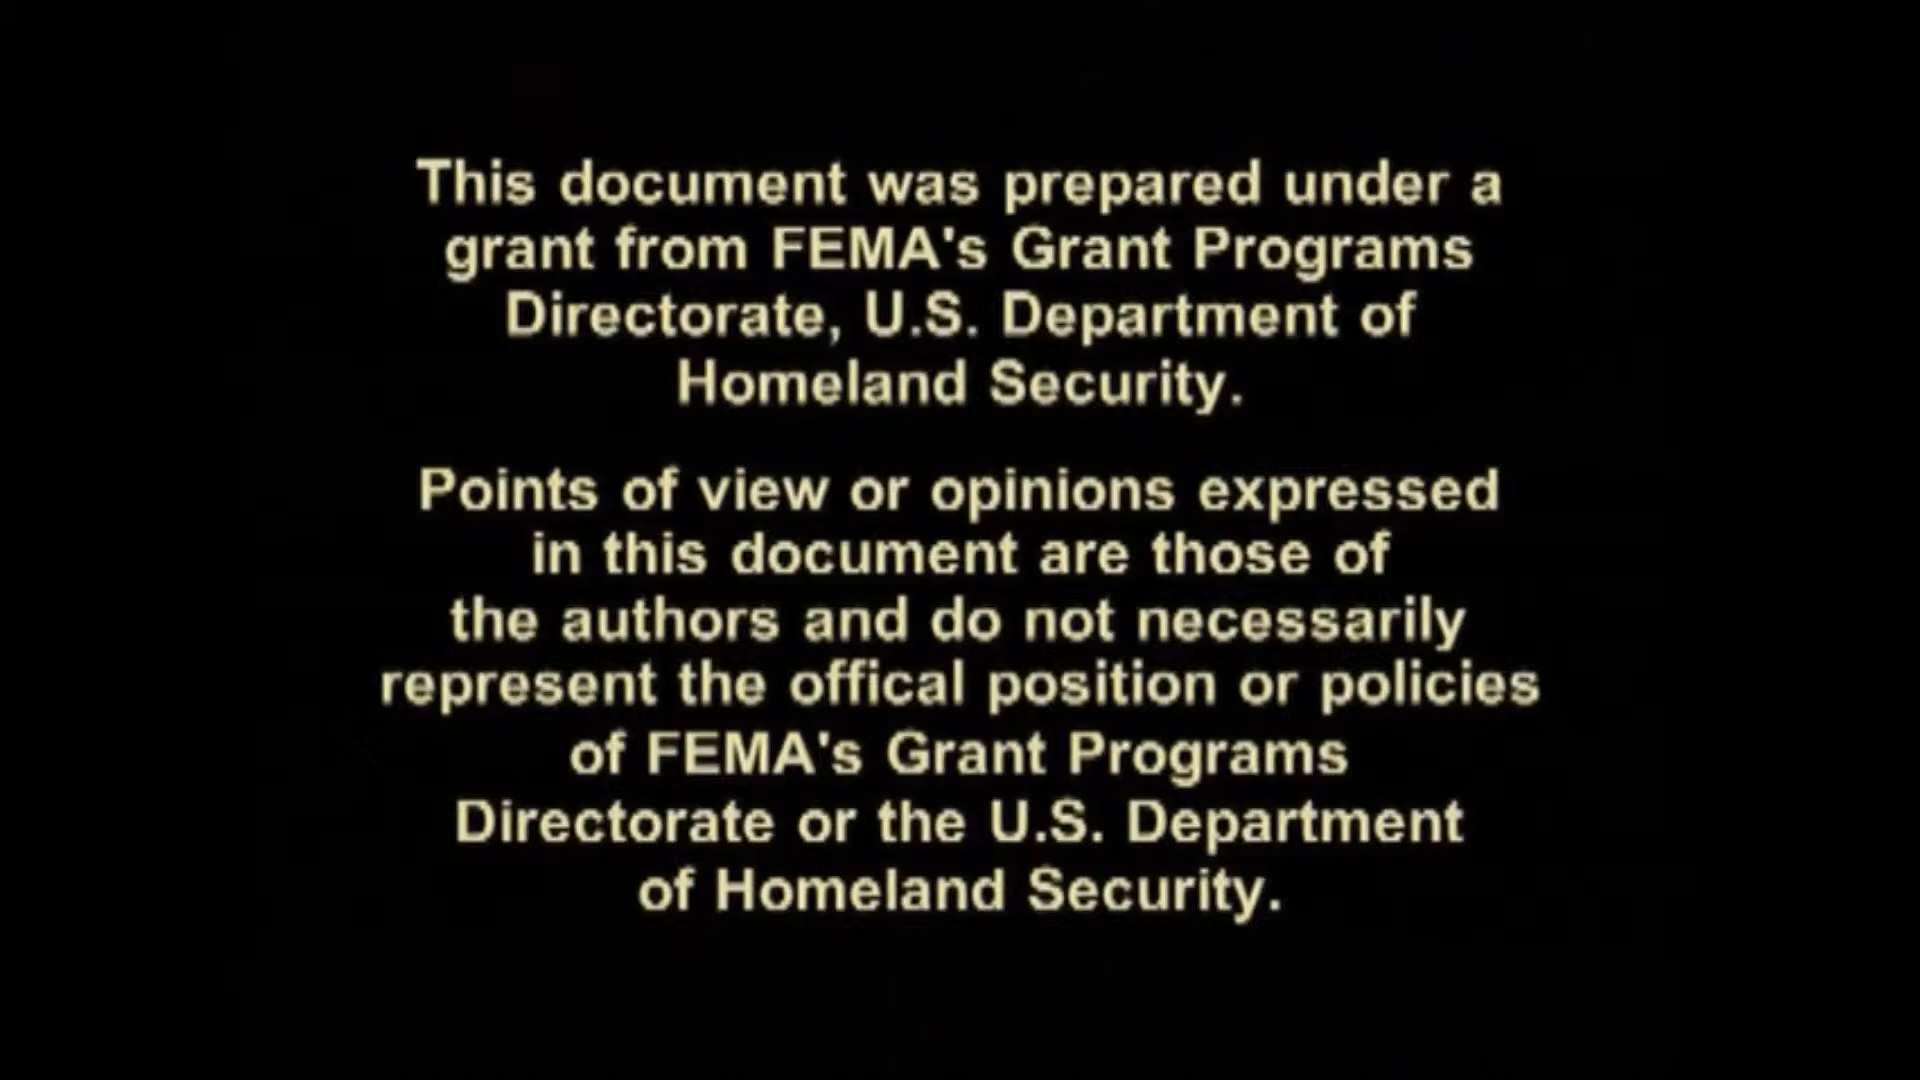 This document was prepared under a
grant from FEMA's Grant Programs
Directorate, U.S. Department of
Homeland Security.
Points of view or opinions expressed
in this document are those of
the authors and do not necessarily
represent the offical position or policies
of FEMA's Grant Programs
Directorate or the U.S. Department
of Homeland Security.